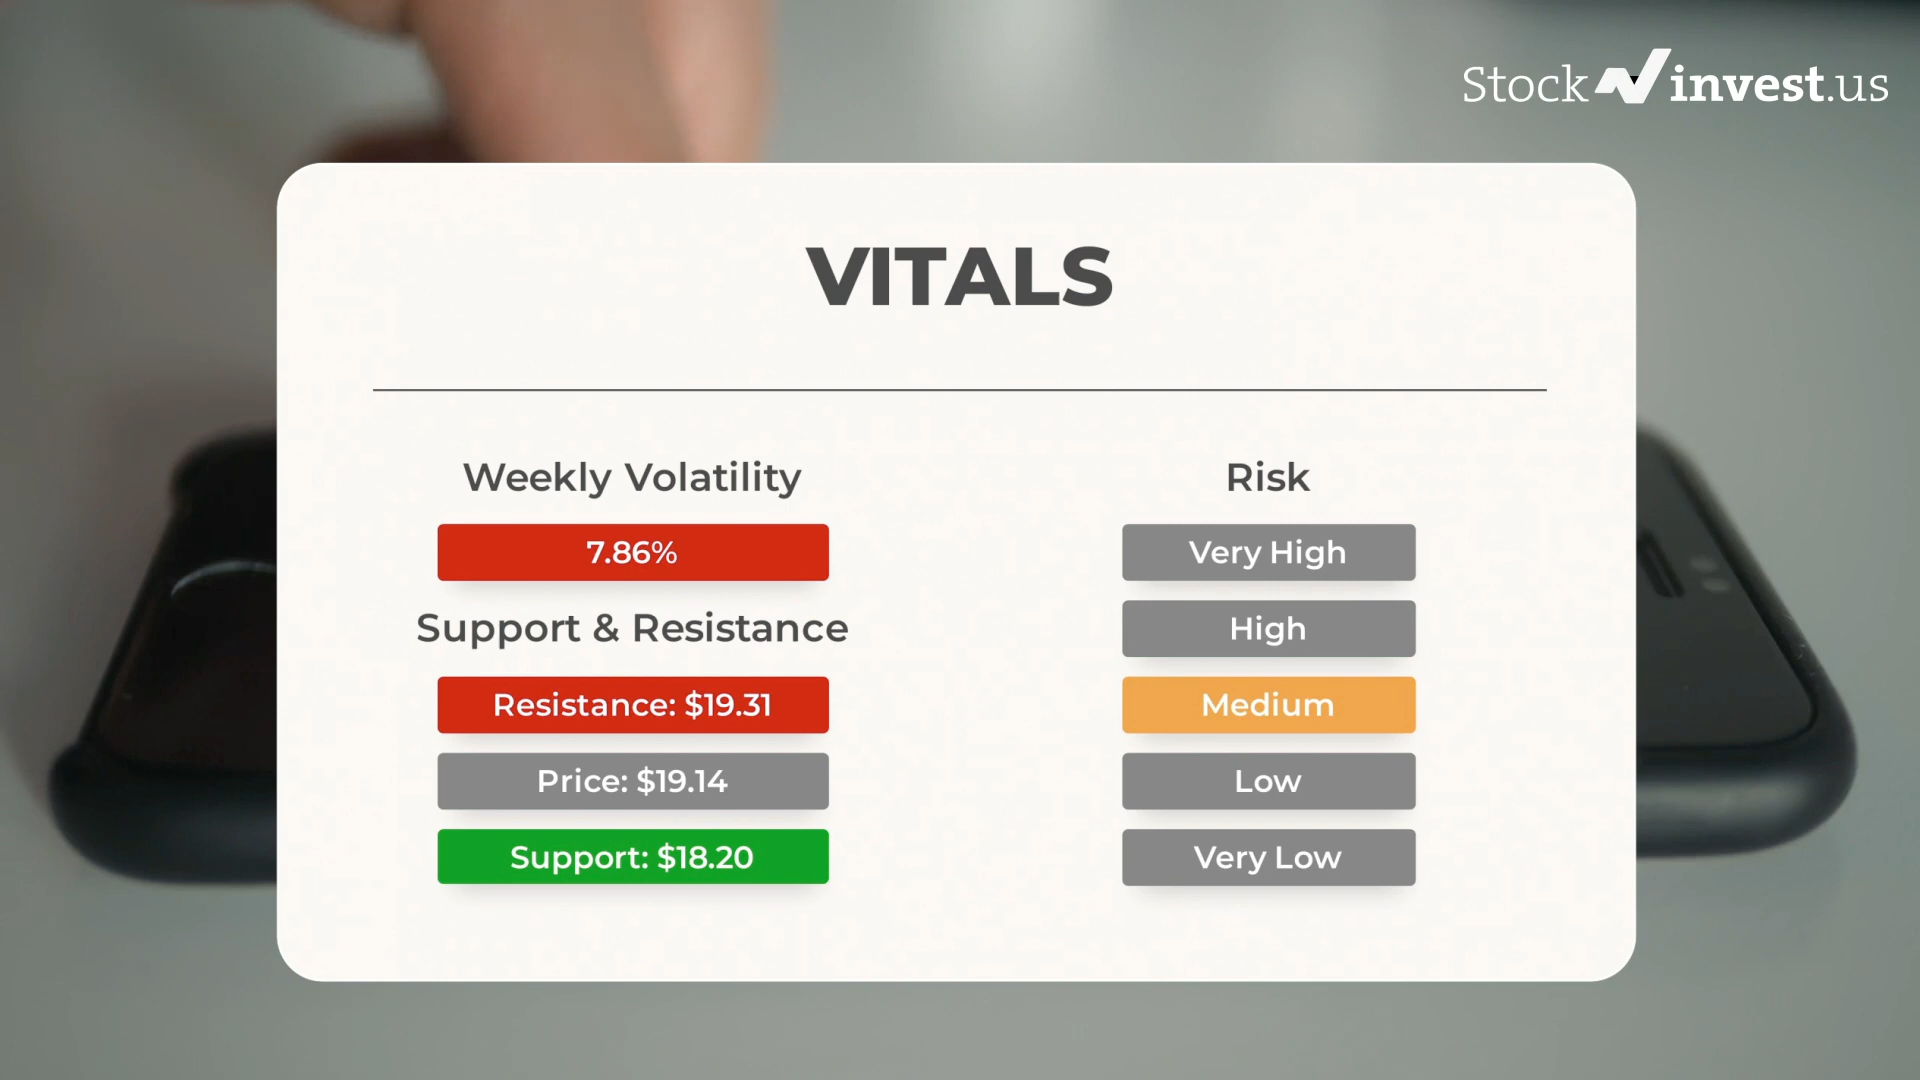 Stock invest.us
VITALS
Weekly Volatility
7.86%
Support & Resistance
Resistance: $19.31
Price: $19.14
Support: $18.20
Risk
Very High
High
Medium
Low
Very Low